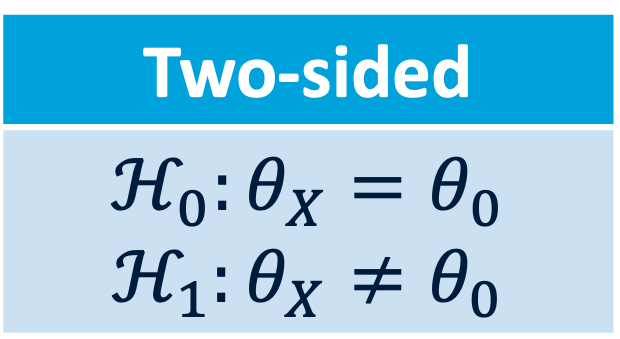 Two-sided
ℋ₀: θ_X = θ₀
ℋ₁: θ_X ≠ θ₀